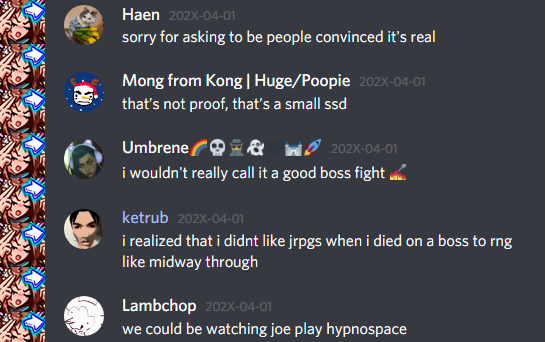 Haen 202X-04-01
sorry for asking to be people convinced it's real
Mong from Kong | Huge/Poopie 202X-04-01
that's not proof, that's a small ssd
Umbrene🌈💀🕵️👻🏰🚀 202X-04-01
i wouldn't really call it a good boss fight 💅
ketrub 202X-04-01
i realized that i didnt like jrpgs when i died on a boss to rng
like midway through
Lambchop 202X-04-01
we could be watching joe play hypnospace